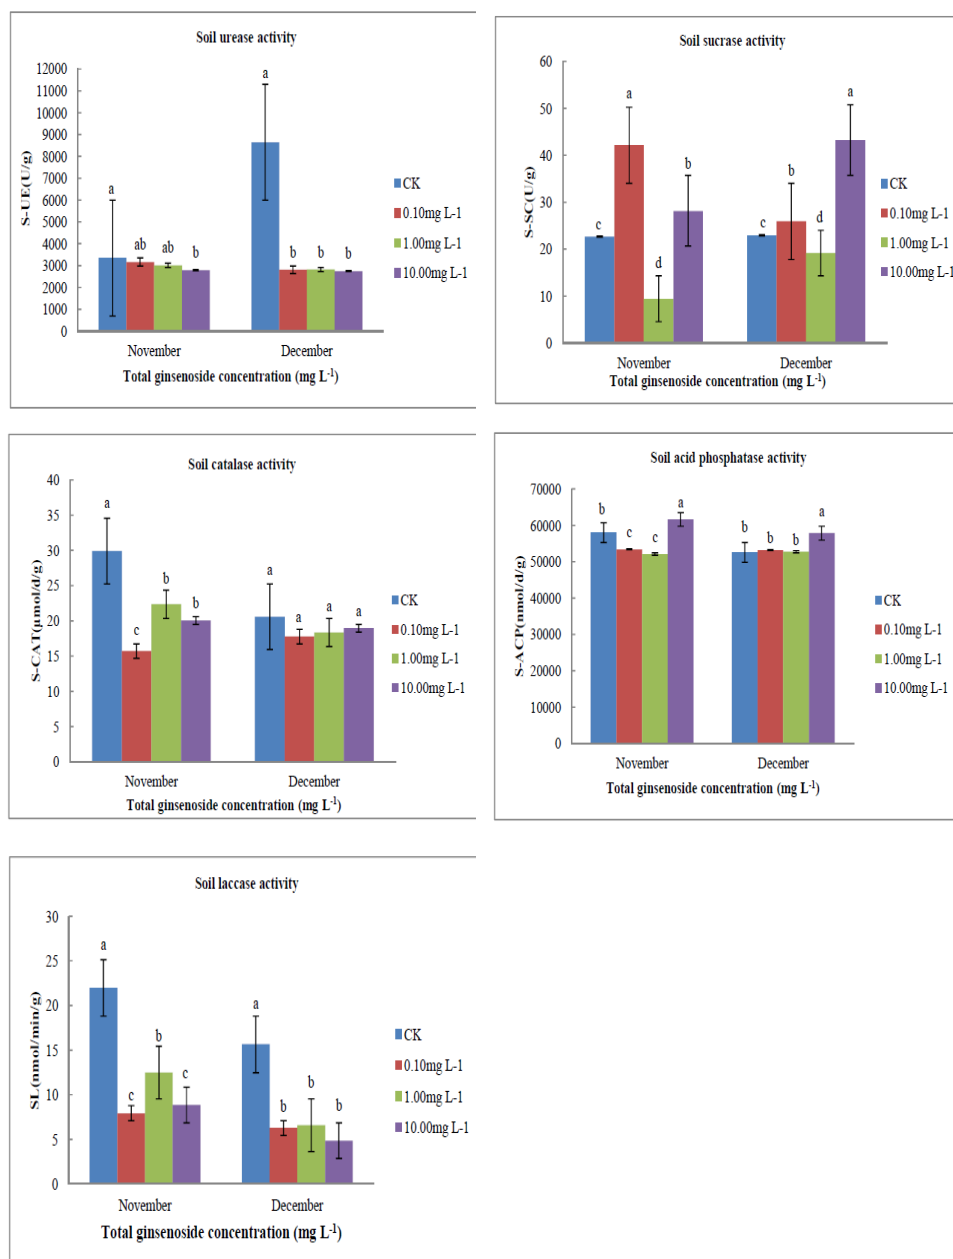 Soil urease activity
12000
11000
10000
9000
8000
7000
6000
5000
4000
3000
2000
1000
0
S-UE(U/g)
a
ab
ab
b
a
b
b
b
November
December
Total ginsenoside concentration (mg L-1)
CK
0.10mg L-1
1.00mg L-1
10.00mg L-1
Soil sucrase activity
60
50
40
30
20
10
0
S-SC(U/g)
c
a
d
b
c
b
d
a
November
December
Total ginsenoside concentration (mg L-1)
CK
0.10mg L-1
1.00mg L-1
10.00mg L-1
Soil catalase activity
40
35
30
25
20
15
10
5
0
S-CAT(μmol/d/g)
a
c
b
b
a
a
a
a
November
December
Total ginsenoside concentration (mg L-1)
CK
0.10mg L-1
1.00mg L-1
10.00mg L-1
Soil acid phosphatase activity
70000
60000
50000
40000
30000
20000
10000
0
S-ACP(nmol/d/g)
b
c
c
a
b
b
b
a
November
December
Total ginsenoside concentration (mg L-1)
CK
0.10mg L-1
1.00mg L-1
10.00mg L-1
Soil laccase activity
30
25
20
15
10
5
0
SL(nmol/min/g)
a
c
b
c
a
b
b
b
November
December
Total ginsenoside concentration (mg L-1)
CK
0.10mg L-1
1.00mg L-1
10.00mg L-1